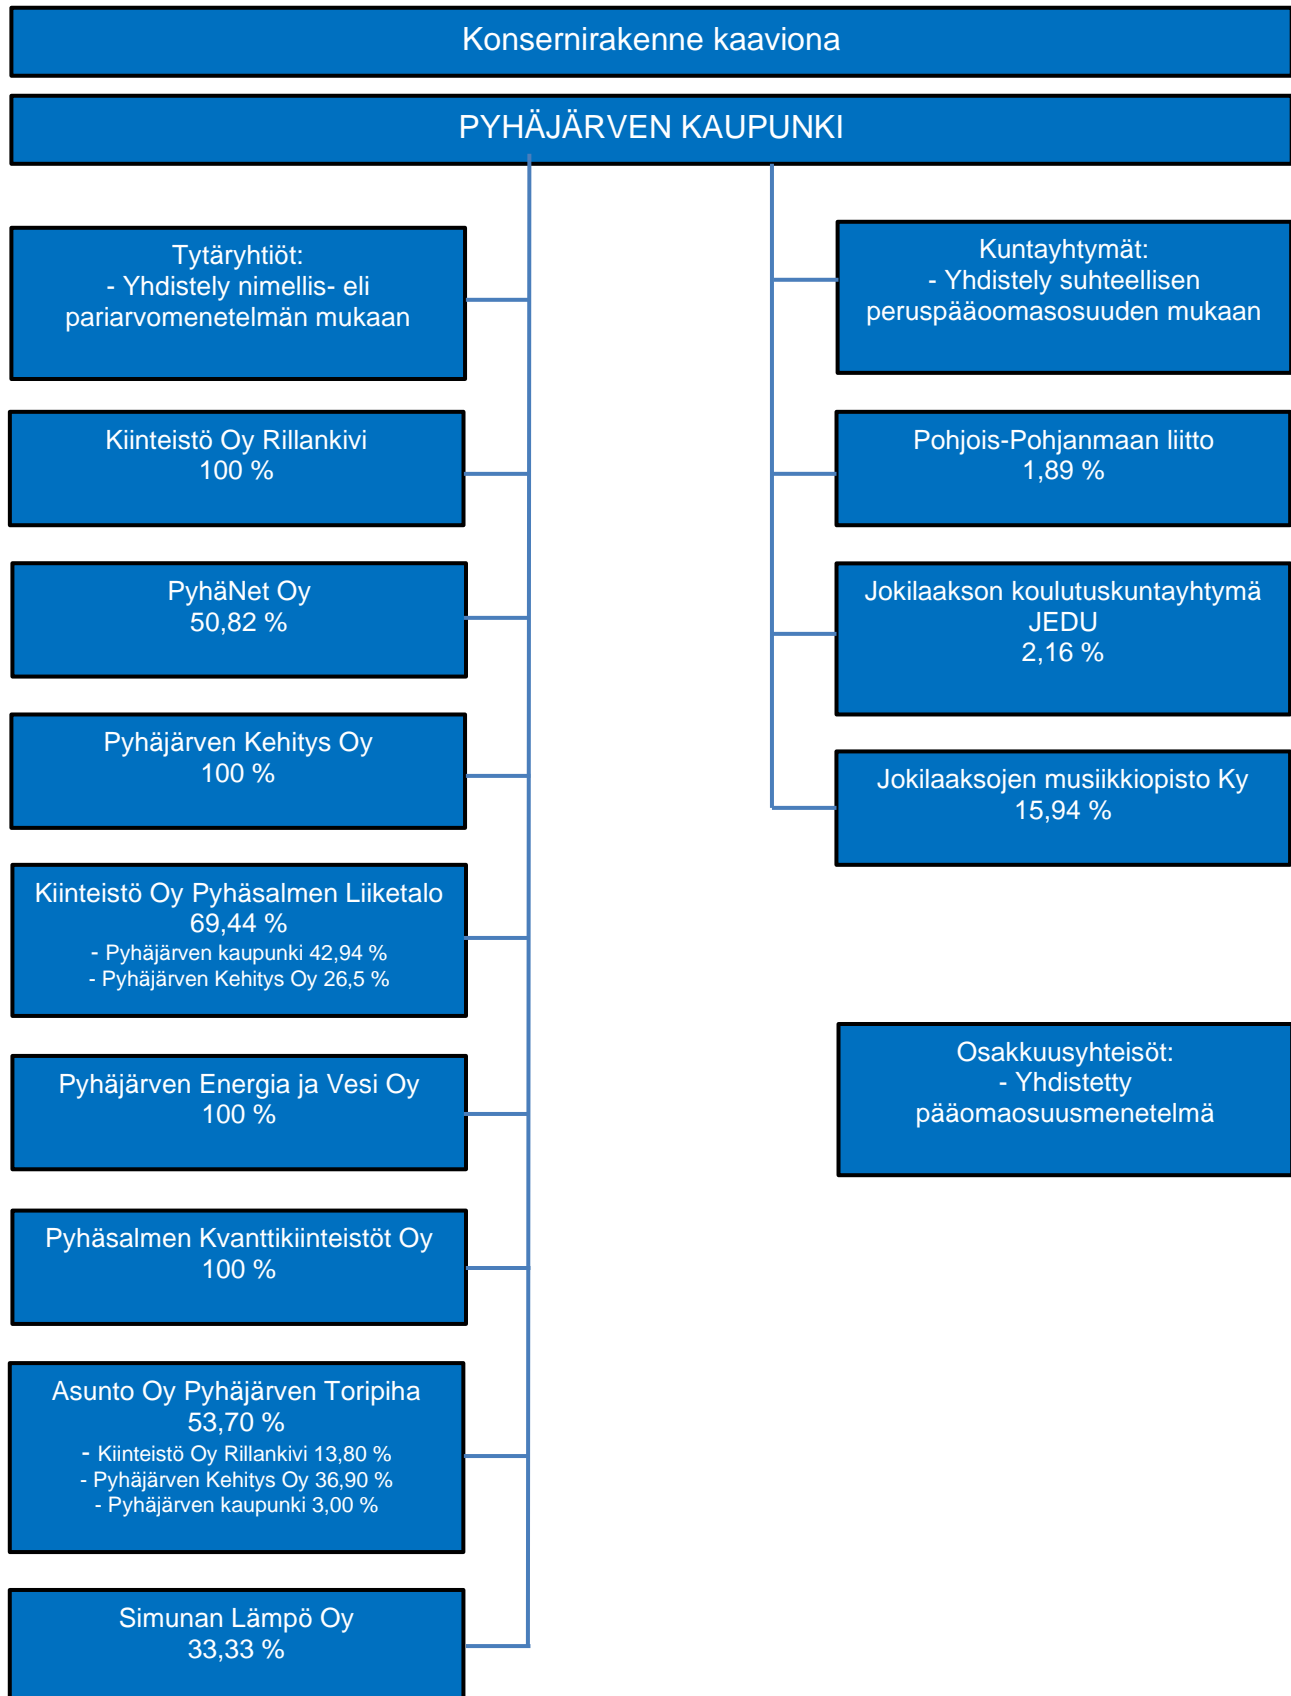 Konsernirakenne kaaviona
PYHÄJÄRVEN KAUPUNKI
Tytäryhtiöt:
- Yhdistely nimellis- eli
pariarvomenetelmän mukaan
Kiinteistö Oy Rillankivi
100 %
PyhäNet Oy
50,82 %
Pyhäjärven Kehitys Oy
100 %
Kiinteistö Oy Pyhäsalmen Liiketalo
69,44 %
- Pyhäjärven kaupunki 42,94 %
- Pyhäjärven Kehitys Oy 26,5 %
Pyhäjärven Energia ja Vesi Oy
100 %
Pyhäsalmen Kvanttikiinteistöt Oy
100 %
Asunto Oy Pyhäjärven Toripiha
53,70 %
- Kiinteistö Oy Rillankivi 13,80 %
- Pyhäjärven Kehitys Oy 36,90 %
- Pyhäjärven kaupunki 3,00 %
Simunan Lämpö Oy
33,33 %
Kuntayhtymät:
- Yhdistely suhteellisen
peruspääoomasosuuden mukaan
Pohjois-Pohjanmaan liitto
1,89 %
Jokilaakson koulutuskuntayhtymä
JEDU
2,16 %
Jokilaaksojen musiikkiopisto Ky
15,94 %
Osakkuusyhteisöt:
- Yhdistetty
pääomaosuusmenetelmä